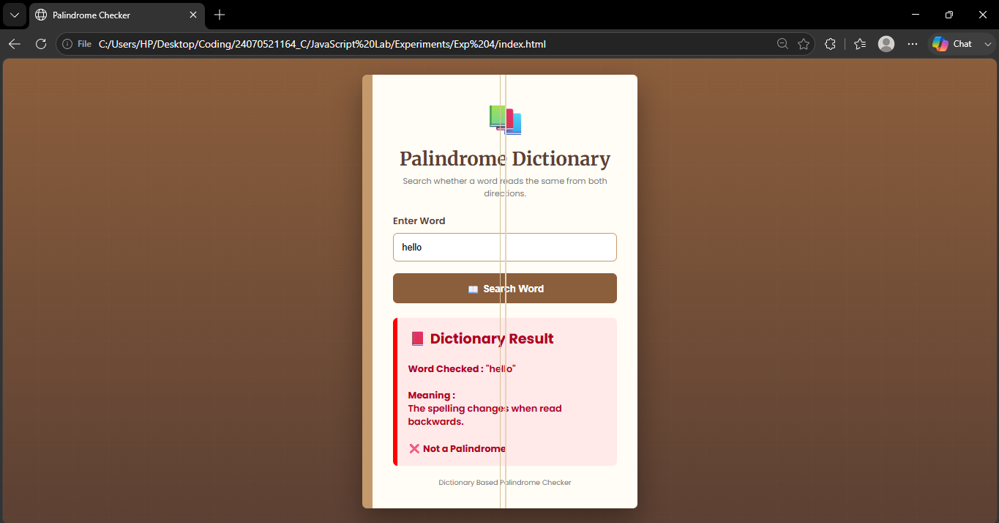 Palindrome Checker
File C:/Users/HP/Desktop/Coding/24070521164_C/JavaScript%20Lab/Experiments/Exp%204/index.html
Chat
Palindrome Dictionary
Search whether a word reads the same from both
directions.
Enter Word
hello
Search Word
Dictionary Result
Word Checked : "hello"
Meaning :
The spelling changes when read
backwards.
Not a Palindrome
Dictionary Based Palindrome Checker